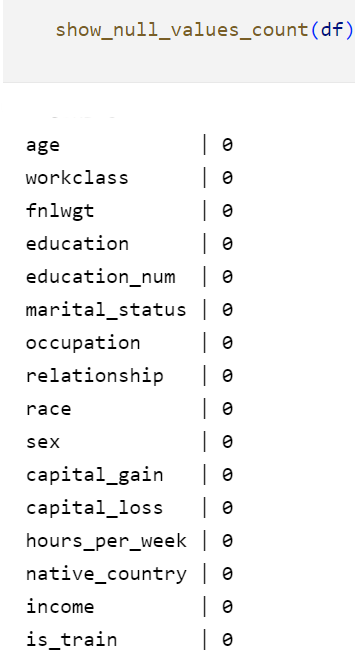 show_null_values_count(df)
age | 0
workclass | 0
fnlwgt | 0
education | 0
education_num | 0
marital_status | 0
occupation | 0
relationship | 0
race | 0
sex | 0
capital_gain | 0
capital_loss | 0
hours_per_week | 0
native_country | 0
income | 0
is_train | 0